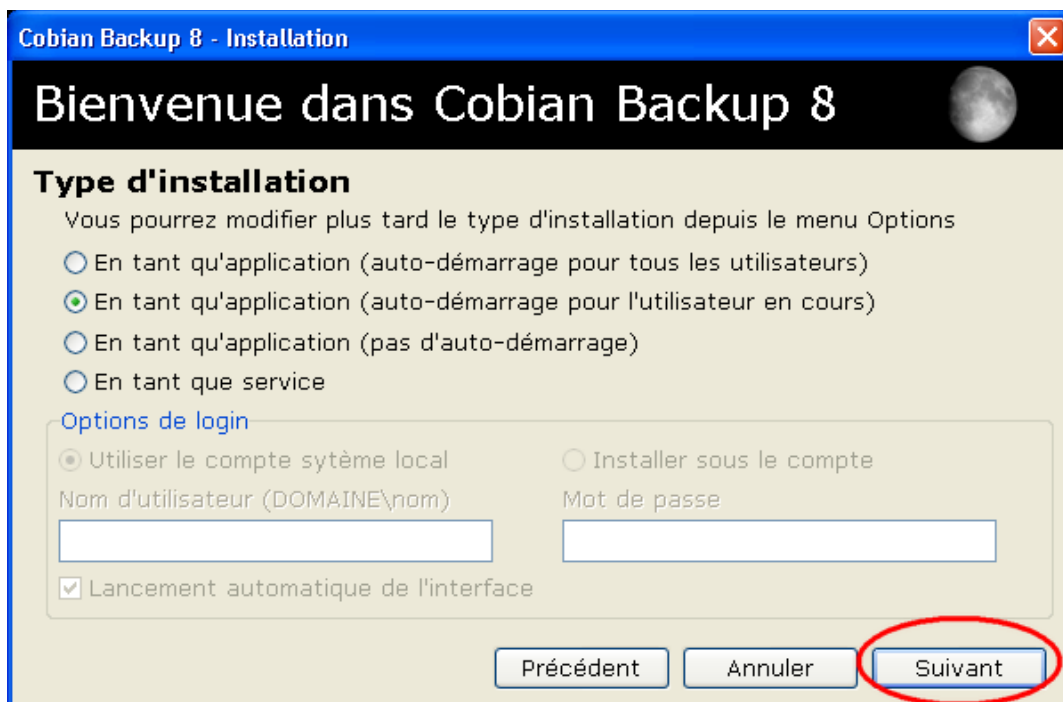 Cobian Backup 8 - Installation
Bienvenue dans Cobian Backup 8
Type d'installation
Vous pourrez modifier plus tard le type d'installation depuis le menu Options
En tant qu'application (auto-démarrage pour tous les utilisateurs)
En tant qu'application (auto-démarrage pour l'utilisateur en cours)
En tant qu'application (pas d'auto-démarrage)
En tant que service
Options de login
Utiliser le compte sytème local
Installer sous le compte
Nom d'utilisateur (DOMAINE\nom)
Mot de passe
Lancement automatique de l'interface
Précédent
Annuler
Suivant